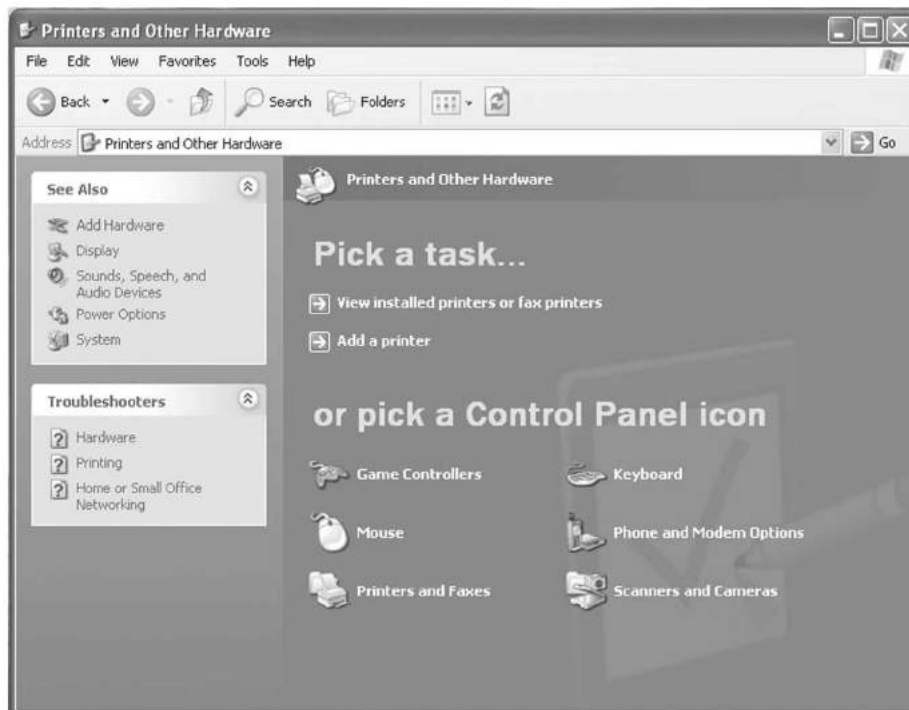 Printers and Other Hardware
File Edit View Favorites Tools Help
Back Search Folders
Address Printers and Other Hardware Go
See Also
Add Hardware
Display
Sounds, Speech, and
Audio Devices
Power Options
System
Troubleshooters
Hardware
Printing
Home or Small Office
Networking
Printers and Other Hardware
Pick a task...
View installed printers or fax printers
Add a printer
or pick a Control Panel icon
Game Controllers Keyboard
Mouse Phone and Modem Options
Printers and Faxes Scanners and Cameras